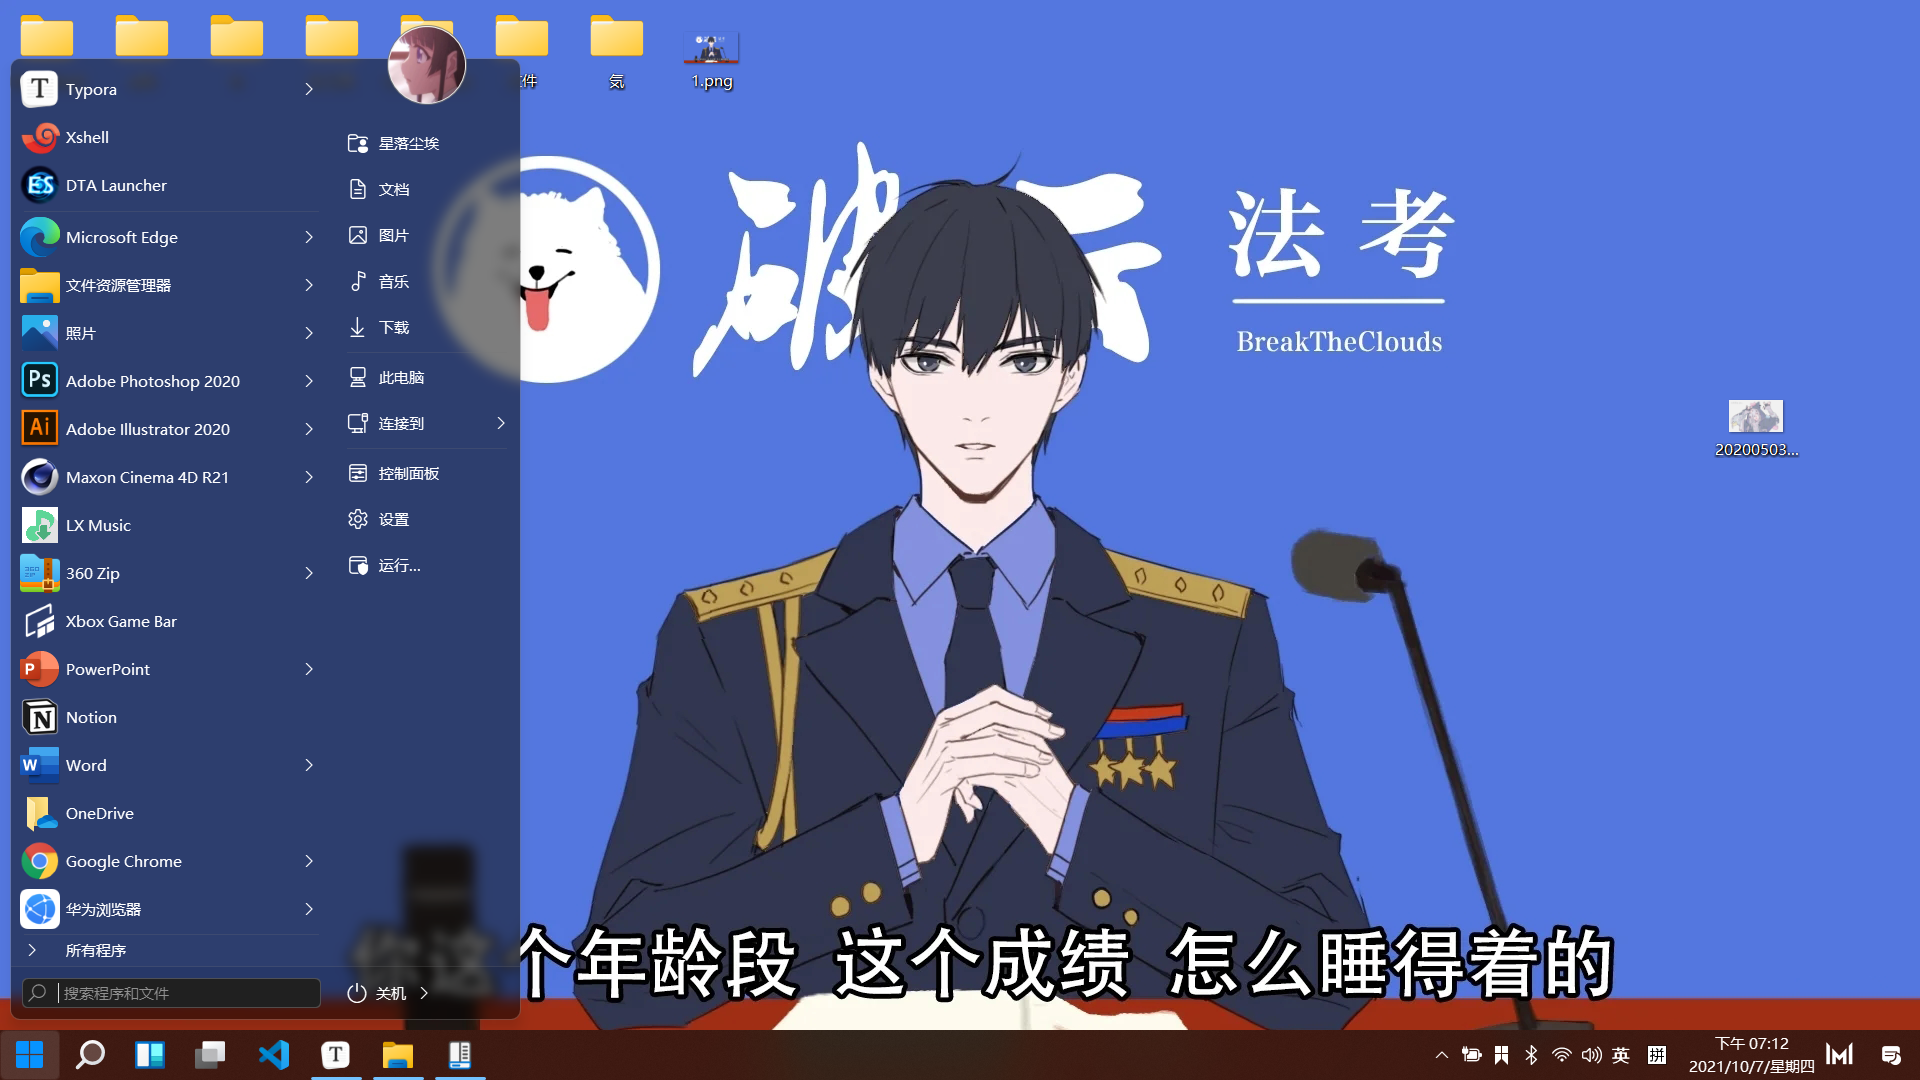 件
気
1.png
Typora
Xshell
DTA Launcher
Microsoft Edge
文件资源管理器
照片
Adobe Photoshop 2020
Adobe Illustrator 2020
Maxon Cinema 4D R21
LX Music
360 Zip
Xbox Game Bar
PowerPoint
Notion
Word
OneDrive
Google Chrome
华为浏览器
所有程序
搜索程序和文件
星落尘埃
文档
图片
音乐
下载
此电脑
连接到
控制面板
设置
运行...
关机
破云
法考
BreakTheClouds
20200503...
你这个年龄段 这个成绩 怎么睡得着的
英
拼
下午 07:12
2021/10/7/星期四